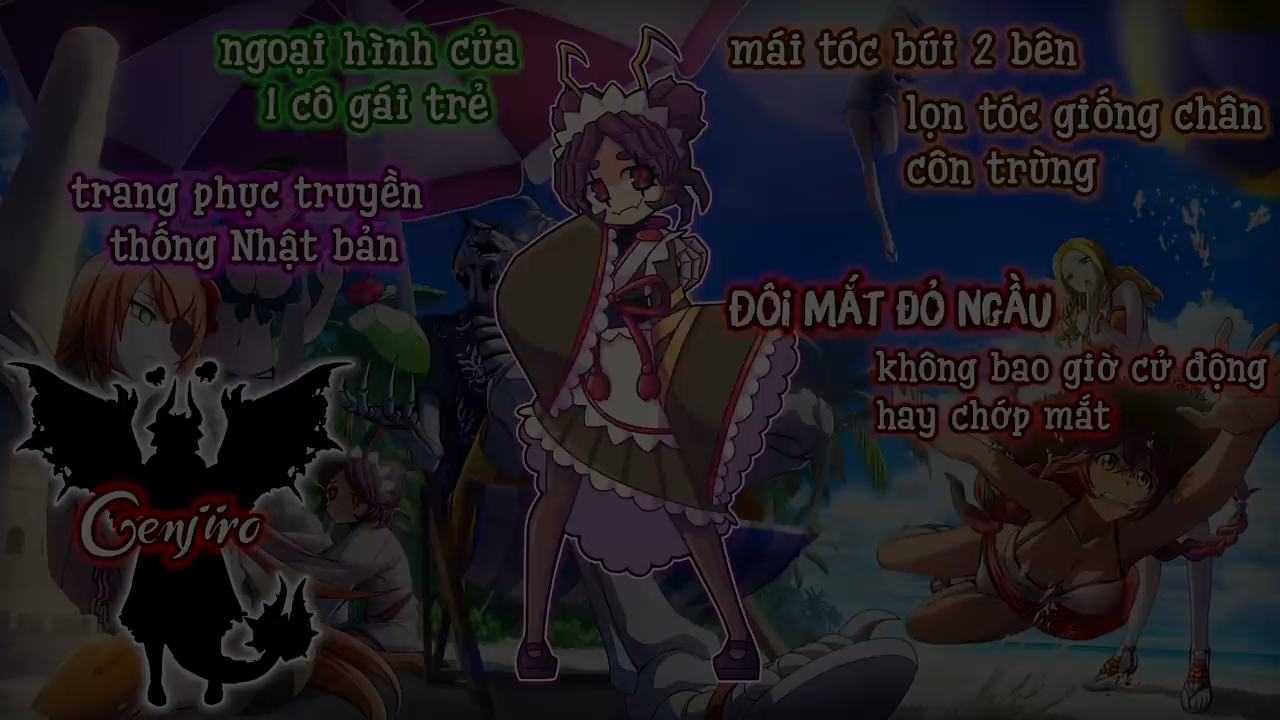 ngoại hình của
1 cô gái trẻ
trang phục truyền
thống Nhật bản
mái tóc búi 2 bên
lọn tóc giống chân
côn trùng
ĐÔi MẮT ĐỎ NGẦU
không bao giờ cử động
hay chớp mắt
Cenjiro